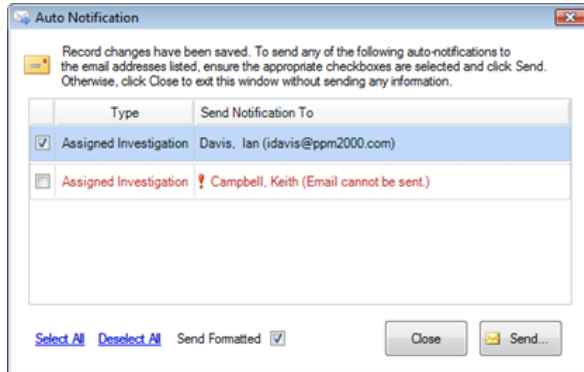 Auto Notification
Record changes have been saved. To send any of the following auto-notifications to
the email addresses listed, ensure the appropriate checkboxes are selected and click Send.
Otherwise, click Close to exit this window without sending any information.
Type Send Notification To
Assigned Investigation Davis, Ian (idavis@ppm2000.com)
Assigned Investigation ! Campbell, Keith (Email cannot be sent.)
Select All Deselect All Send Formatted Close Send...